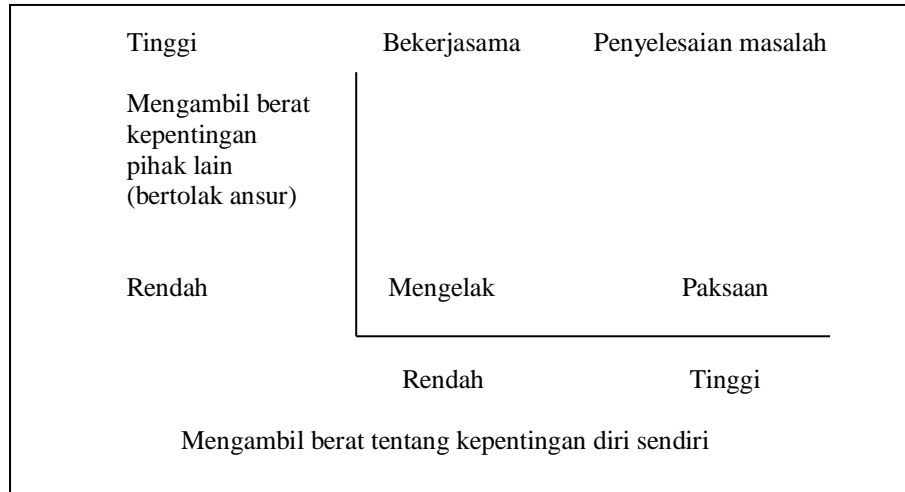 Tinggi Bekerjasama Penyelesaian masalah
Mengambil berat
kepentingan
pihak lain
(bertolak ansur)
Rendah Mengelak Paksaan
Rendah Tinggi
Mengambil berat tentang kepentingan diri sendiri